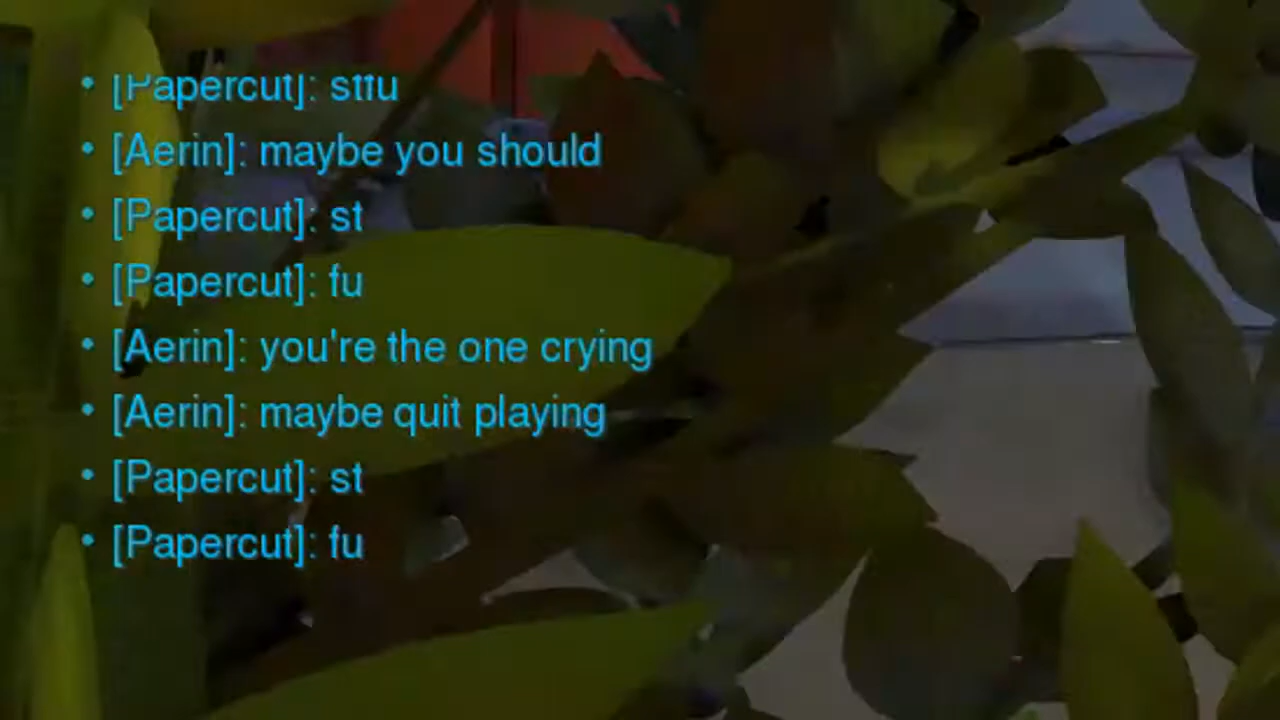 • [Papercut]: stfu
• [Aerin]: maybe you should
• [Papercut]: st
• [Papercut]: fu
• [Aerin]: you're the one crying
• [Aerin]: maybe quit playing
• [Papercut]: st
• [Papercut]: fu